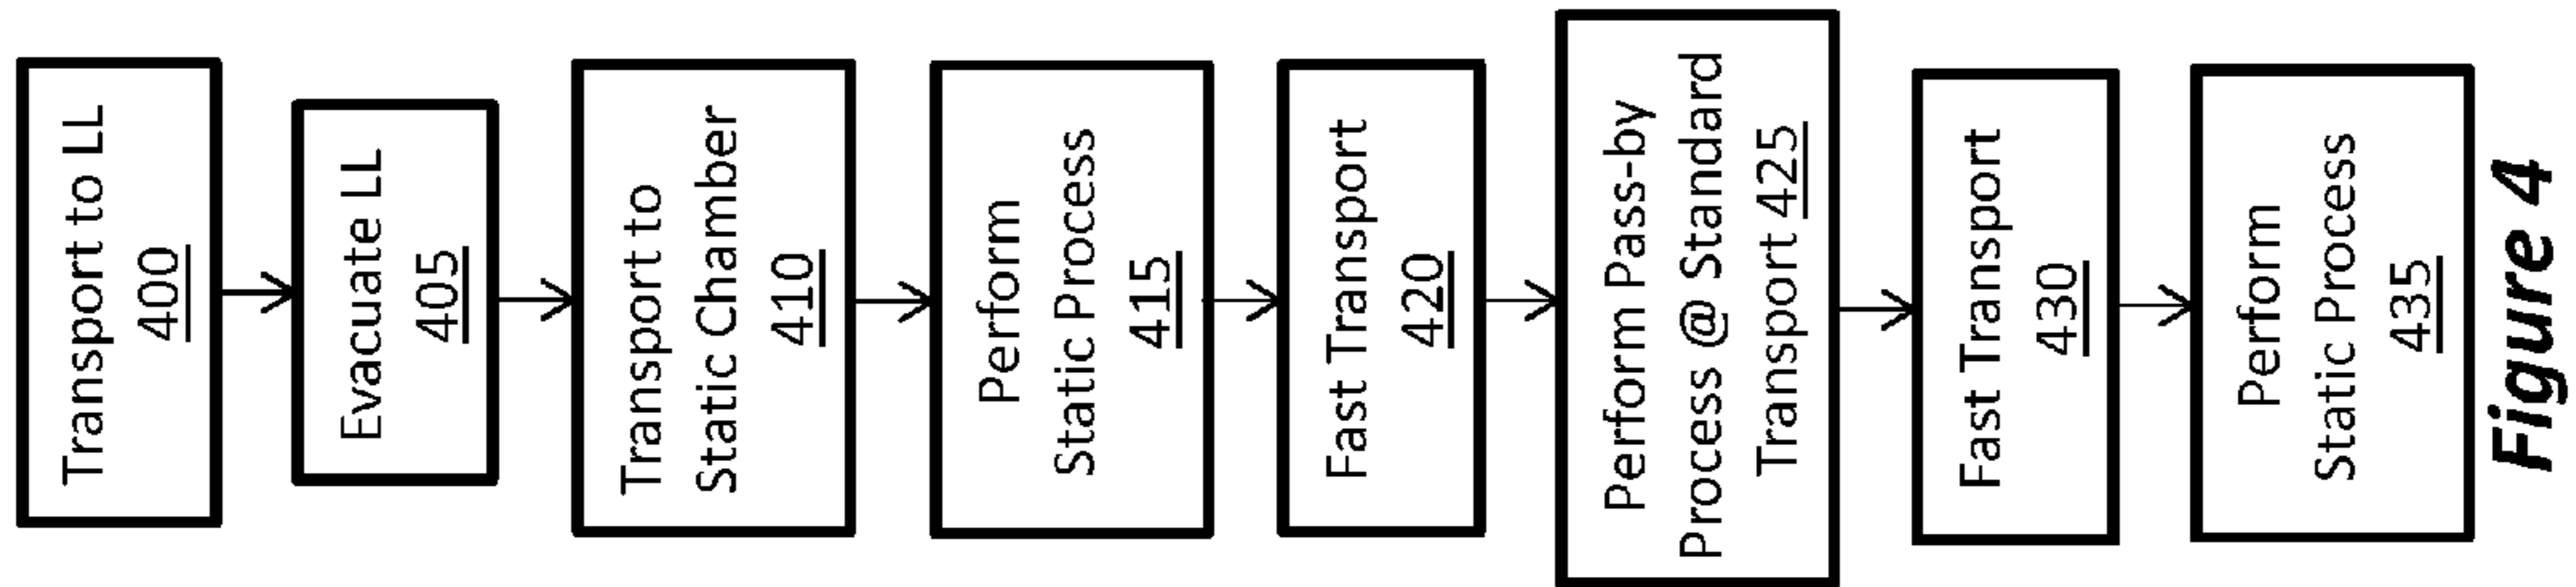 Transport to LL
400
Evacuate LL
405
Transport to
Static Chamber
410
Perform
Static Process
415
Fast Transport
420
Perform Pass-by
Process @ Standard
Transport 425
Fast Transport
430
Perform
Static Process
435
Figure 4